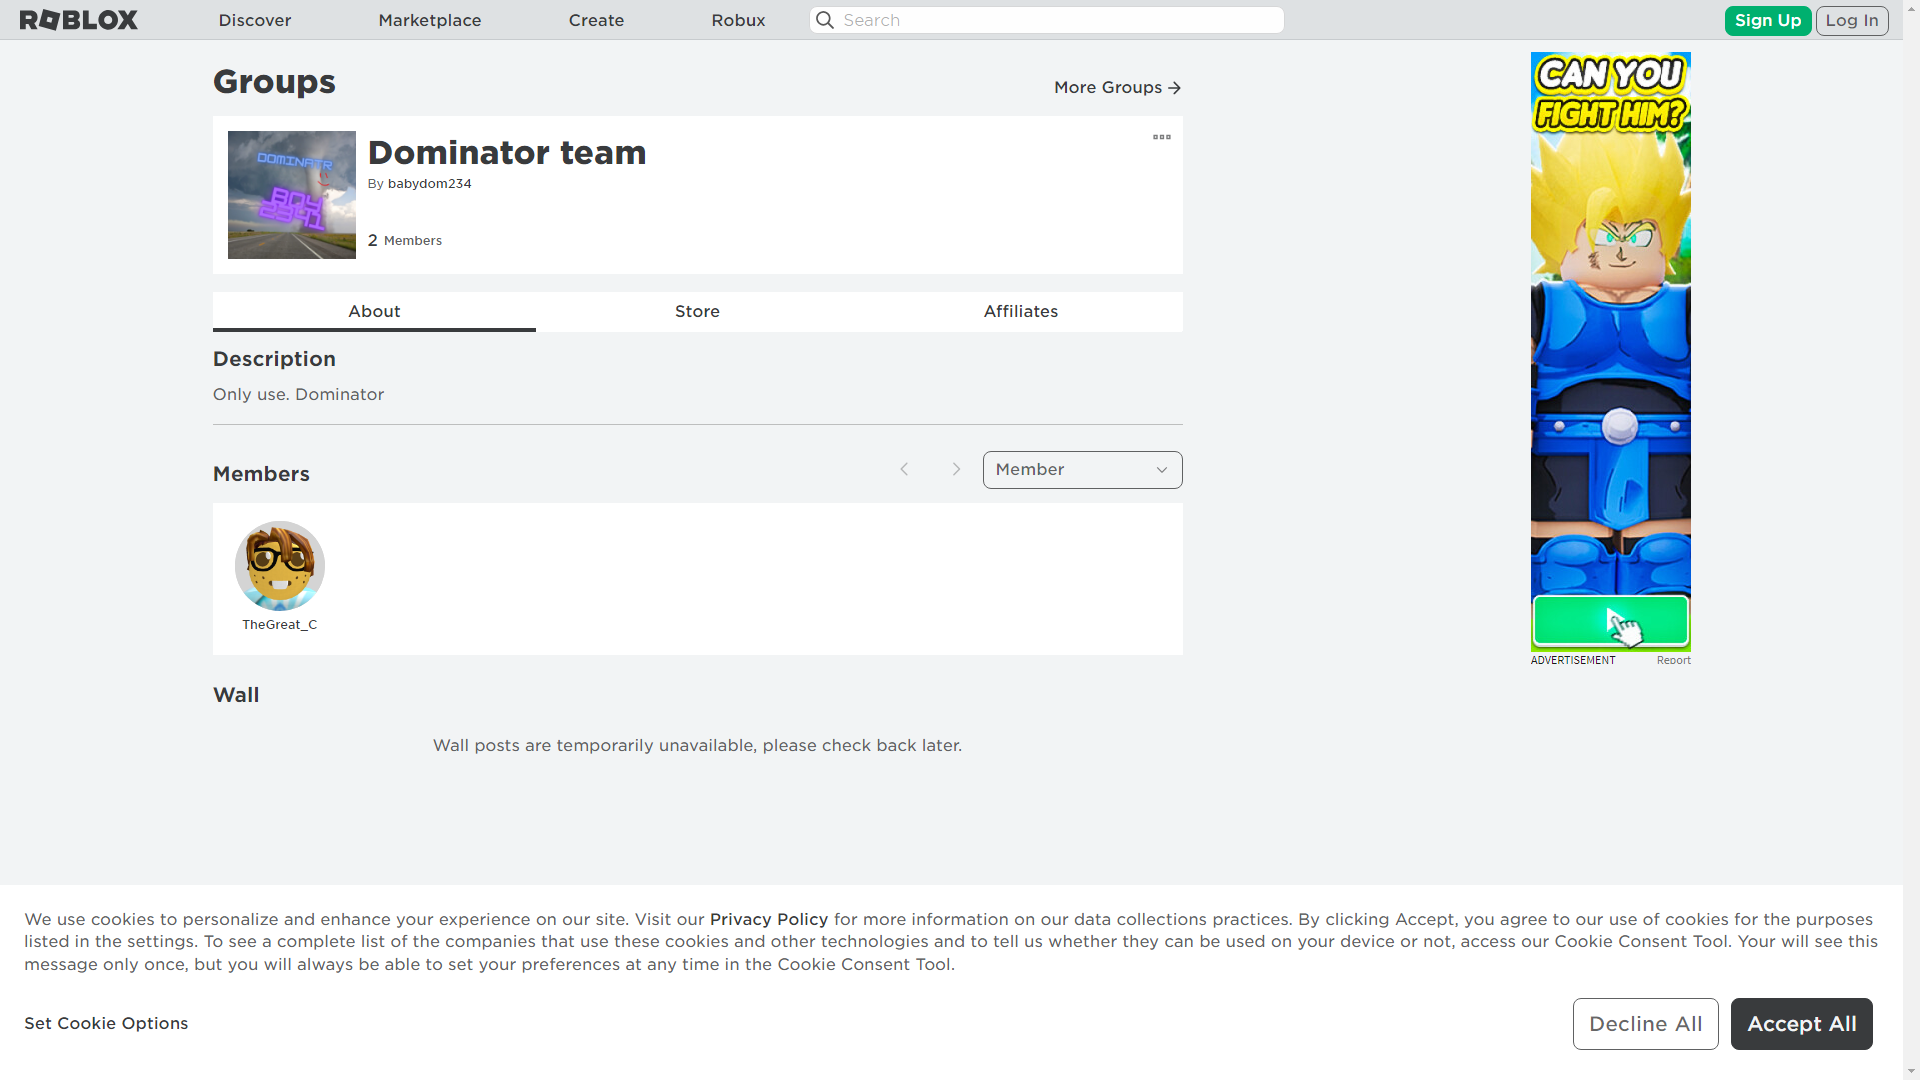 ROBLOX
Discover
Marketplace
Create
Robux
Search
Sign Up
Log In
Groups
More Groups
DOMINATR
BOY
2341
Dominator team
By babydom234
2 Members
About
Store
Affiliates
Description
Only use. Dominator
Members
Member
TheGreat_C
Wall
Wall posts are temporarily unavailable, please check back later.
CAN YOU
FIGHT HIM?
ADVERTISEMENT
Report
We use cookies to personalize and enhance your experience on our site. Visit our Privacy Policy for more information on our data collections practices. By clicking Accept, you agree to our use of cookies for the purposes
listed in the settings. To see a complete list of the companies that use these cookies and other technologies and to tell us whether they can be used on your device or not, access our Cookie Consent Tool. Your will see this
message only once, but you will always be able to set your preferences at any time in the Cookie Consent Tool.
Set Cookie Options
Decline All
Accept All